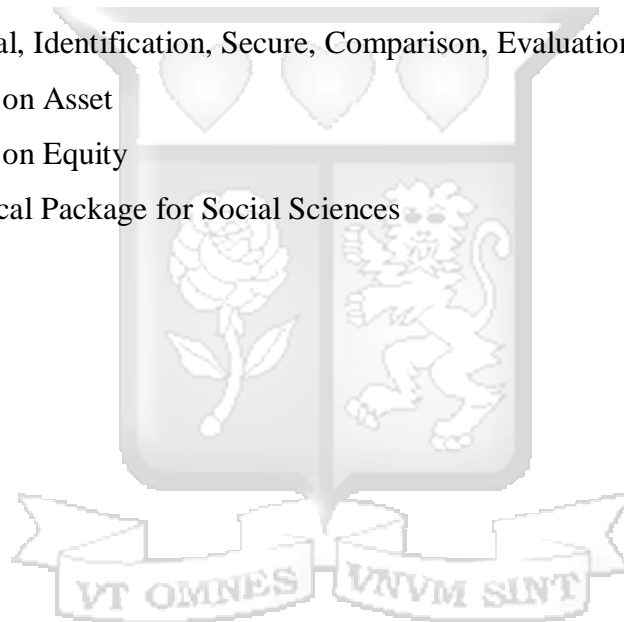 al, Identification, Secure, Comparison, Evaluation
on Asset
on Equity
cal Package for Social Sciences
VT OMNES VNVM SINT